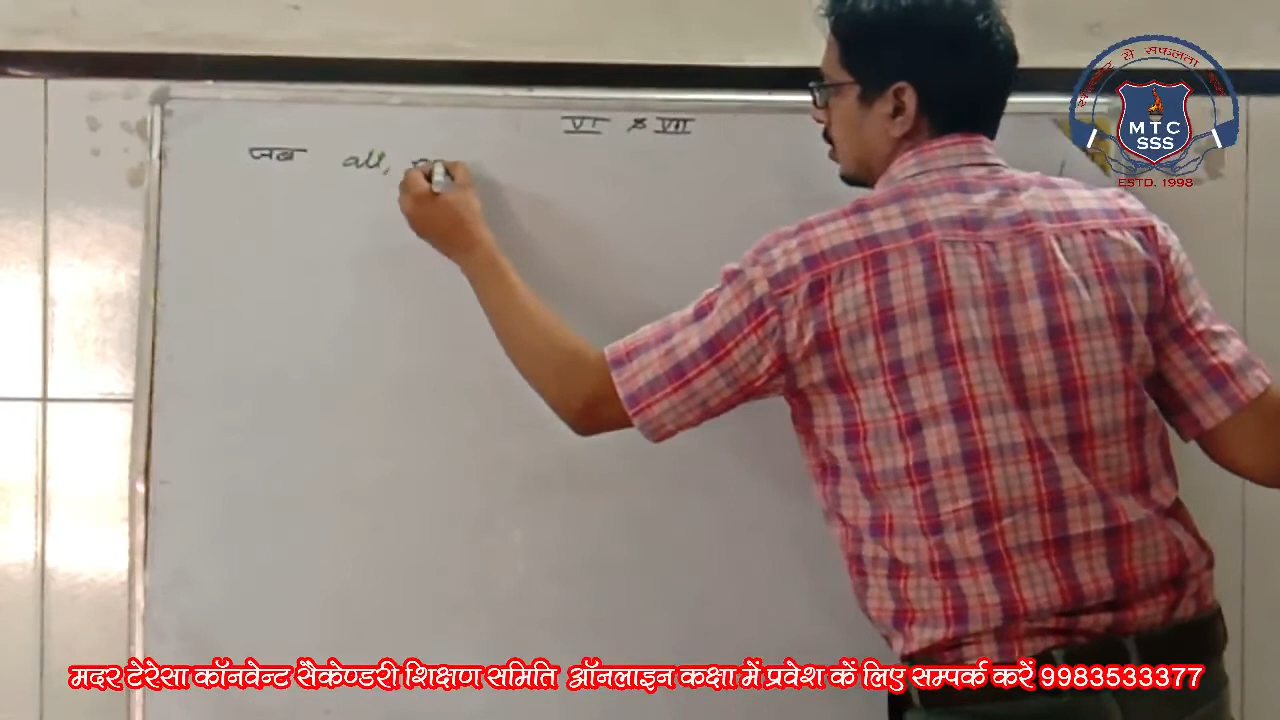 VI & VII
जब all,
MTC
SSS
ESTD. 1998
मदर टेरेसा कॉनवेन्ट सैकेण्डरी शिक्षण समिति ऑनलाइन कक्षा में प्रवेश कें लिए सम्पर्क करें 9983533377